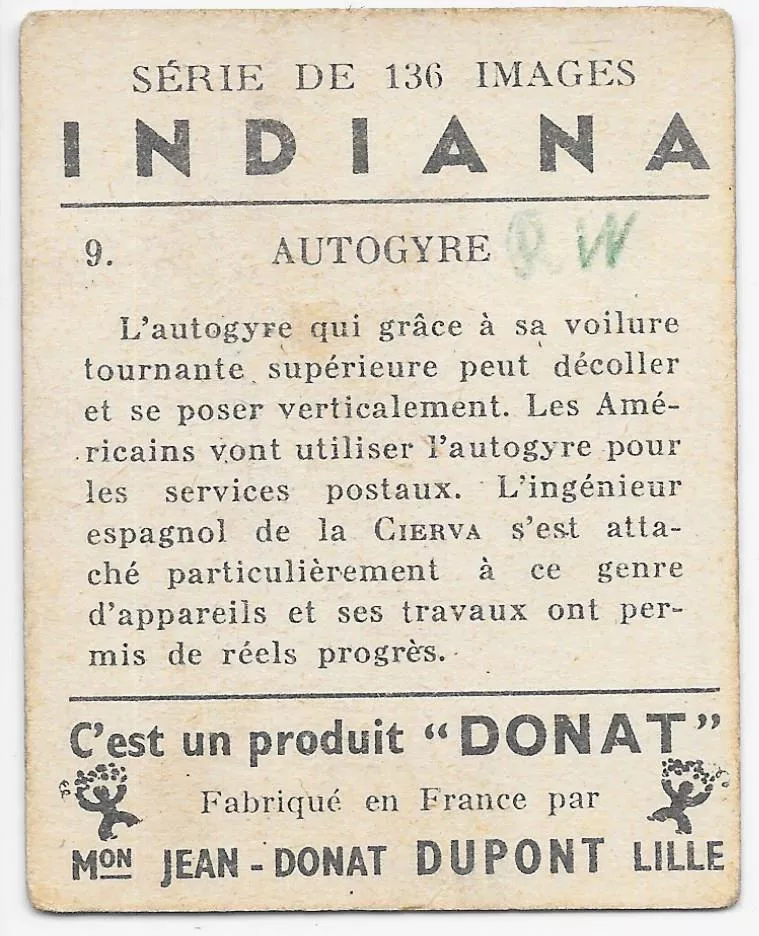 SÉRIE DE 136 IMAGES
INDIANA
9. AUTOGYRE R W
L'autogyre qui grâce à sa voilure
tournante supérieure peut décoller
et se poser verticalement. Les Amé-
ricains vont utiliser l'autogyre pour
les services postaux. L'ingénieur
espagnol de la CIERVA s'est atta-
ché particulièrement à ce genre
d'appareils et ses travaux ont per-
mis de réels progrès.
C'est un produit "DONAT"
Fabriqué en France par
MON JEAN-DONAT DUPONT LILLE